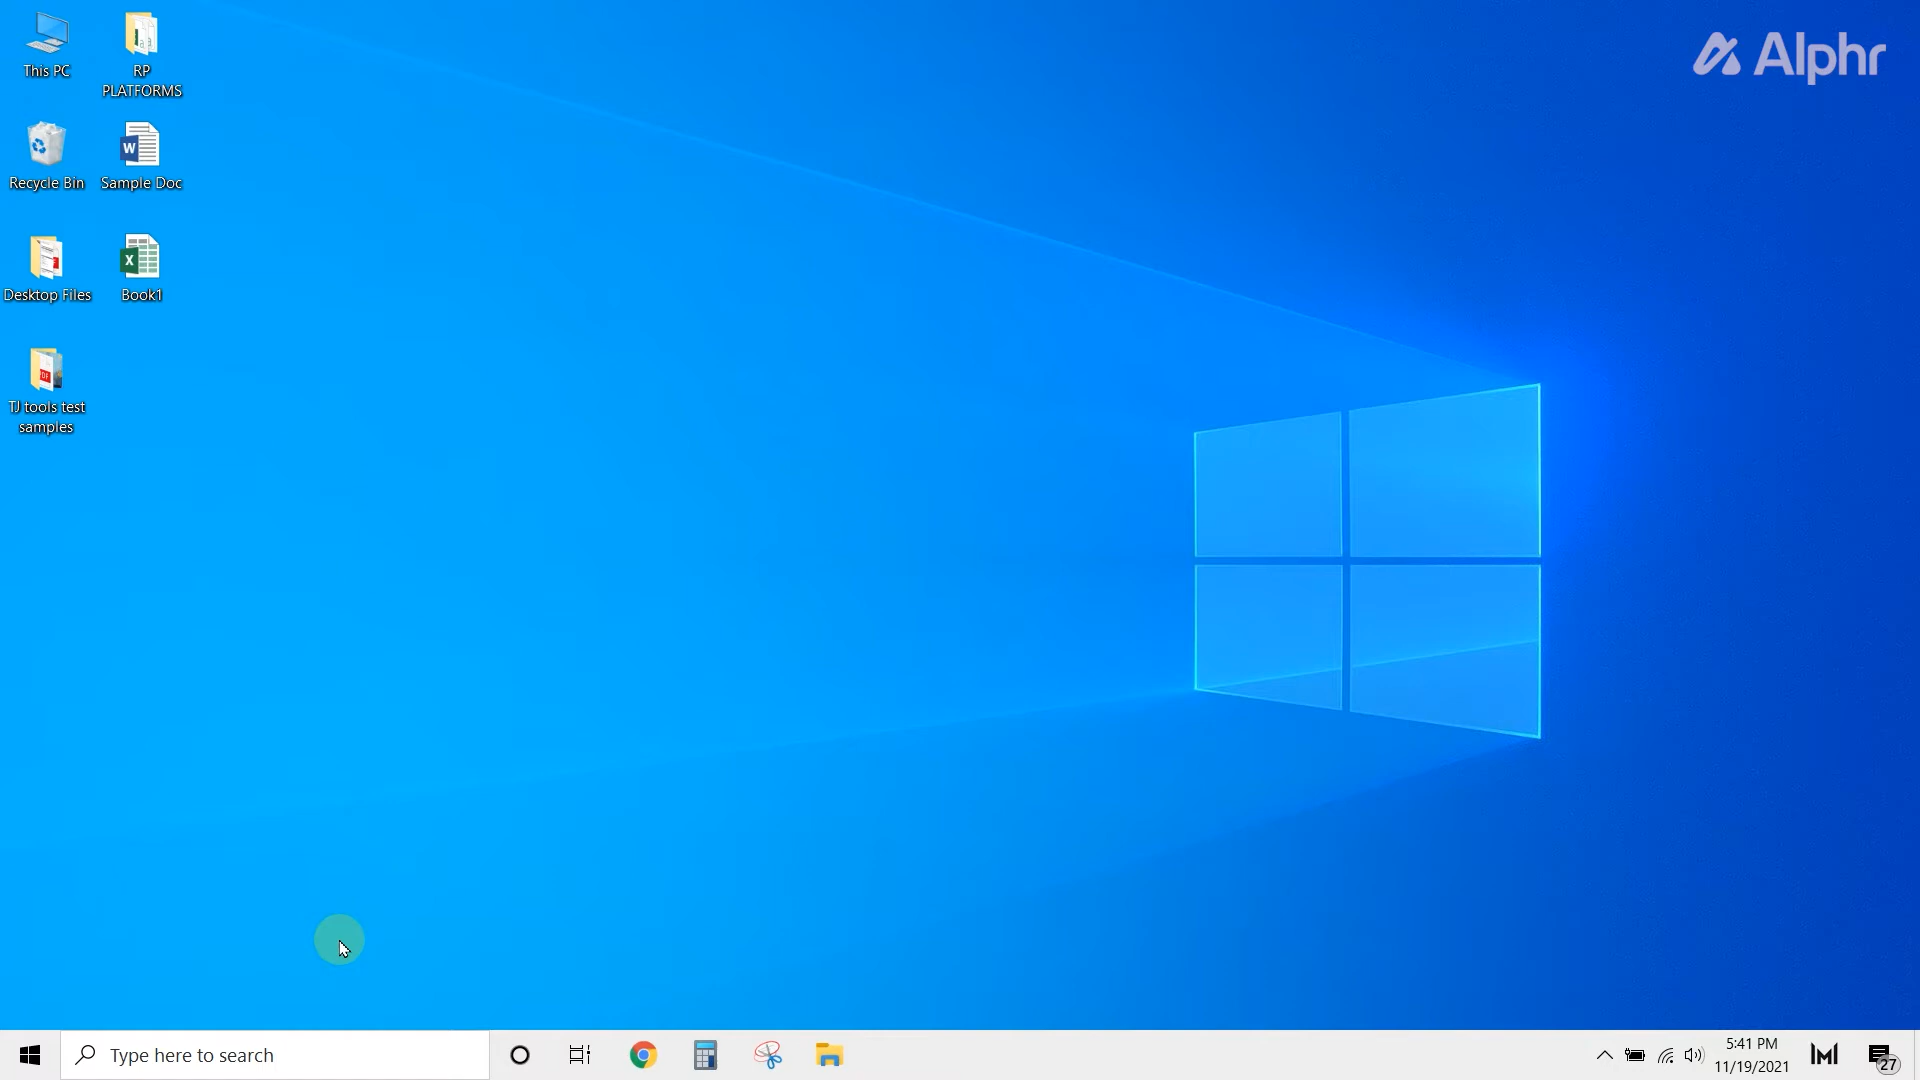 This PC
RP
PLATFORMS
Alphr
Recycle Bin
Sample Doc
Desktop Files
Book1
TJ tools test
samples
Type here to search
5:41 PM
11/19/2021
27